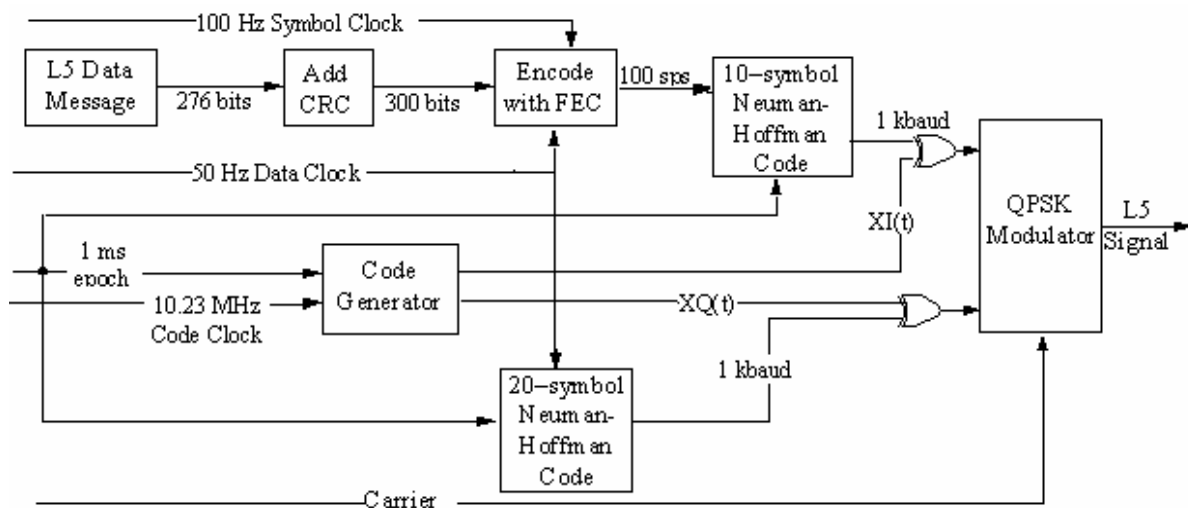 100 Hz Symbol Clock
L5 Data
Message
276 bits
Add
CRC
300 bits
Encode
with FEC
100 sps
10-symbol
Neuman-
Hoffman
Code
1 kbaud
50 Hz Data Clock
XI(t)
QPSK
Modulator
L5
Signal
1 ms
epoch
Code
Generator
10.23 MHz
Code Clock
XQ(t)
1 kbaud
20-symbol
Neuman-
Hoffman
Code
Carrier